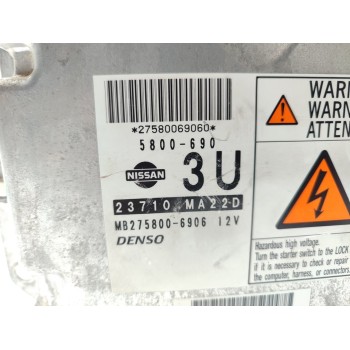 *27580069060*
5800-690
NISSAN
3U
23710 MA22D
MB275800-6906 12V
DENSO
WARN
WARN
ATTEN
Hazardous high voltage.
Turn the starter switch to the LOCK
if it is necessary to check or repair
the computer, harness, or connectors.